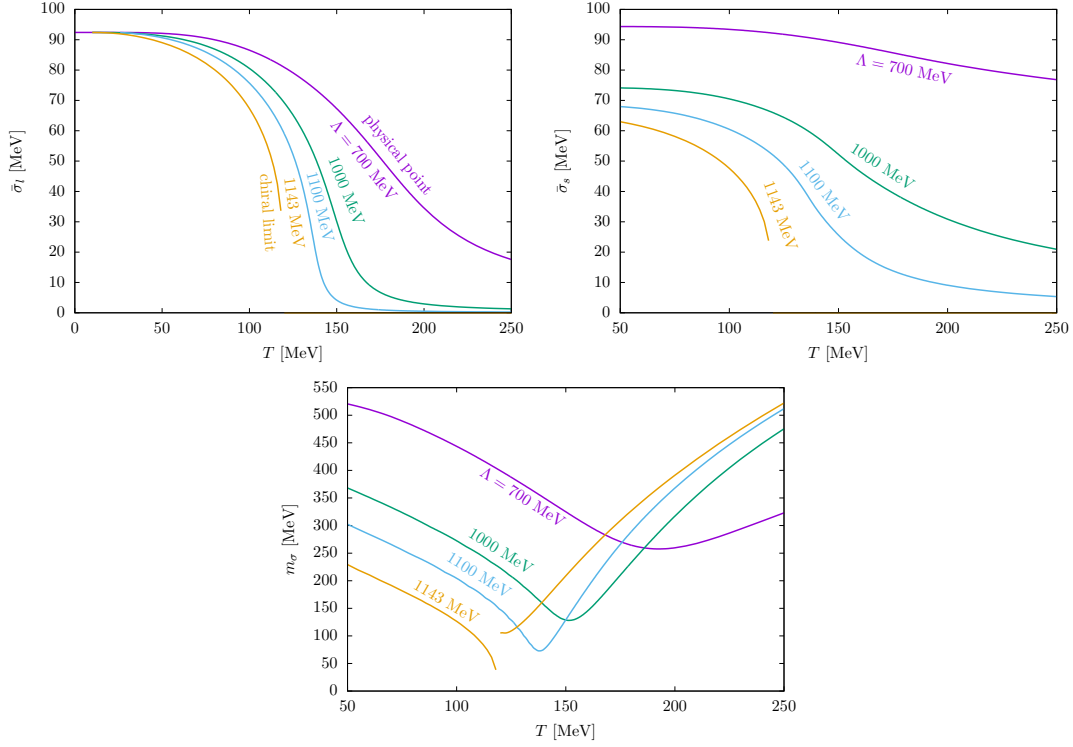 100
90
80
70
60
50
40
30
20
10
0
0
50
100
150
200
250
σ̄_l [MeV]
T [MeV]
physical point
Λ = 700 MeV
1000 MeV
1100 MeV
1143 MeV
chiral limit
100
90
80
70
60
50
40
30
20
10
0
50
100
150
200
250
σ̄_s [MeV]
T [MeV]
Λ = 700 MeV
1000 MeV
1100 MeV
1143 MeV
550
500
450
400
350
300
250
200
150
100
50
0
50
100
150
200
250
m_σ [MeV]
T [MeV]
Λ = 700 MeV
1000 MeV
1100 MeV
1143 MeV